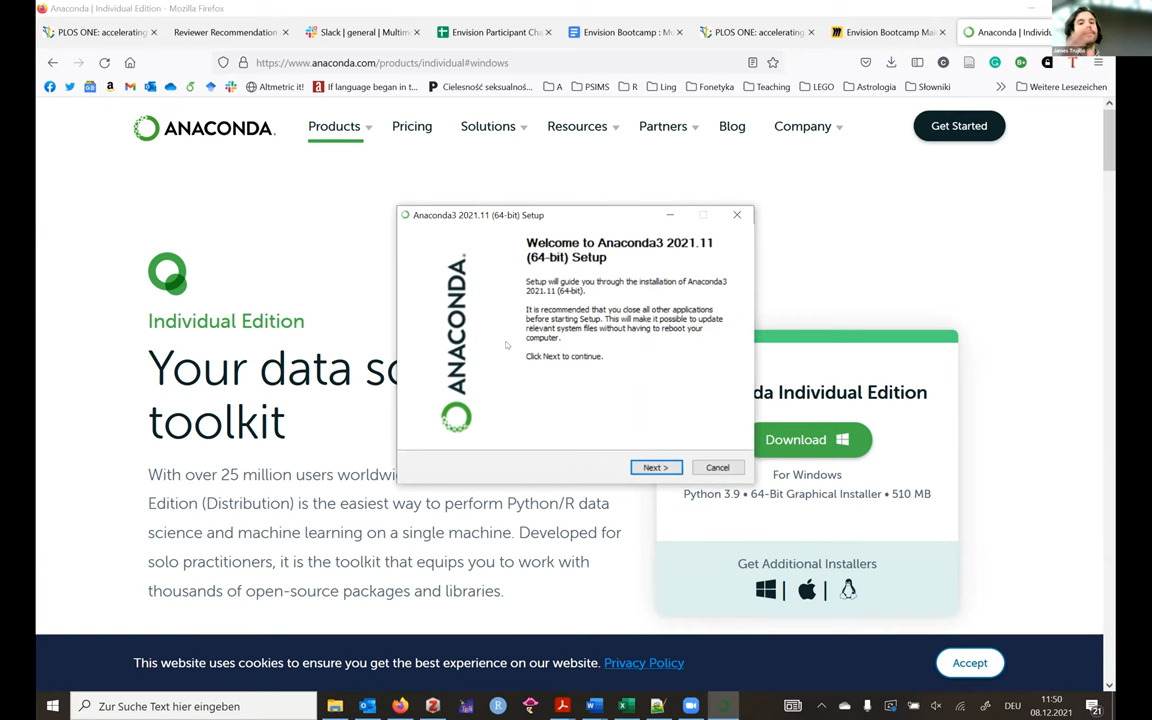 Anaconda | Individual Edition — Mozilla Firefox
PLOS ONE: accelerating
Reviewer Recommendation
Slack | general | Multim
Envision Participant Cha
Envision Bootcamp : M
PLOS ONE: accelerating
Envision Bootcamp Mai
Anaconda | Individu
James Trujillo
https://www.anaconda.com/products/individual#windows
Altmetric it!
If language began in t...
Cielesność seksualnoś...
A
PSIMS
R
Ling
Fonetyka
Teaching
LEGO
Astrologia
Słowniki
Weitere Lesezeichen
ANACONDA.
Products
Pricing
Solutions
Resources
Partners
Blog
Company
Get Started
Anaconda3 2021.11 (64-bit) Setup
Welcome to Anaconda3 2021.11
(64-bit) Setup
Setup will guide you through the installation of Anaconda3
2021.11 (64-bit).
It is recommended that you close all other applications
before starting Setup. This will make it possible to update
relevant system files without having to reboot your
computer.
Click Next to continue.
ANACONDA.
Next >
Cancel
Individual Edition
Your data sc
toolkit
With over 25 million users worldwi
Edition (Distribution) is the easiest way to perform Python/R data
science and machine learning on a single machine. Developed for
solo practitioners, it is the toolkit that equips you to work with
thousands of open-source packages and libraries.
da Individual Edition
Download
For Windows
Python 3.9 • 64-Bit Graphical Installer • 510 MB
Get Additional Installers
This website uses cookies to ensure you get the best experience on our website. Privacy Policy
Accept
Zur Suche Text hier eingeben
DEU
11:50
08.12.2021
21